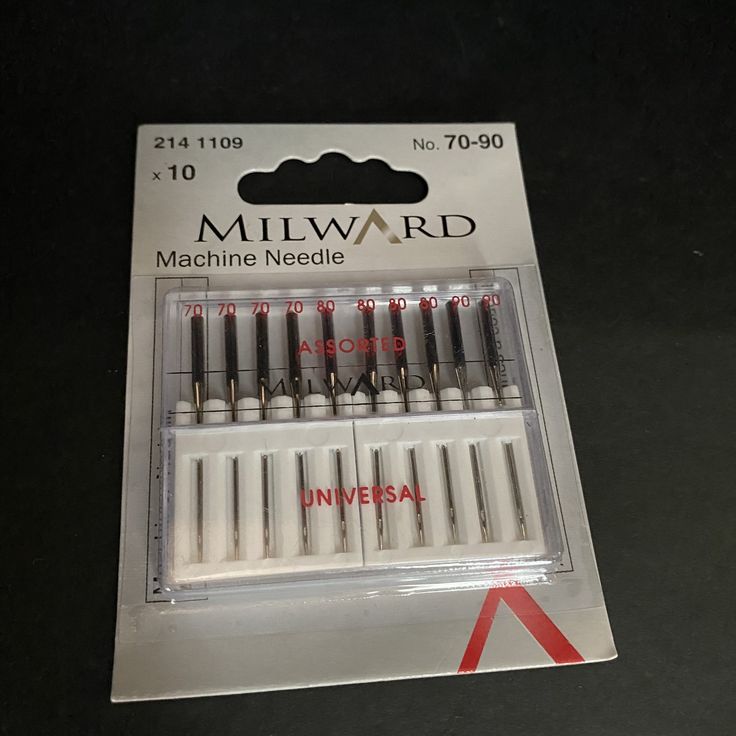 214 1109 No. 70-90
x 10
MILWARD
Machine Needle
70 70 70 70 80 80 80 80 90 90
ASSORTED
MILWARD
UNIVERSAL